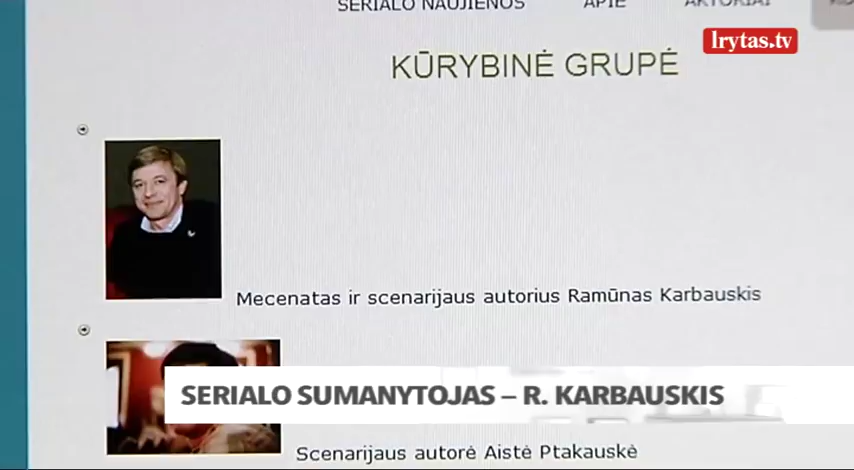 SERIALO NAUJIENOS APIE AKTORIAI
lrytas.tv
KŪRYBINĖ GRUPĖ
Mecenatas ir scenarijaus autorius Ramūnas Karbauskis
SERIALO SUMANYTOJAS – R. KARBAUSKIS
Scenarijaus autorė Aistė Ptakauskė